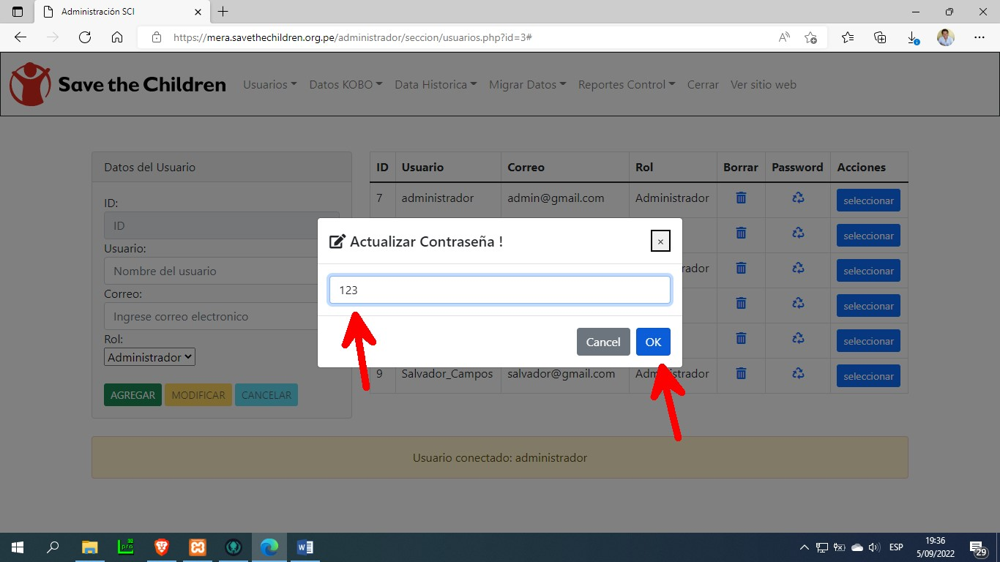 Administración SCI
https://mera.savethechildren.org.pe/administrador/seccion/usuarios.php?id=3#
Save the Children Usuarios Datos KOBO Data Historica Migrar Datos Reportes Control Cerrar Ver sitio web
Datos del Usuario
ID:
ID
Usuario:
Nombre del usuario
Correo:
Ingrese correo electronico
Rol:
Administrador
AGREGAR MODIFICAR CANCELAR
ID Usuario Correo Rol Borrar Password Acciones
7 administrador admin@gmail.com Administrador seleccionar
seleccionar
rador seleccionar
seleccionar
seleccionar
9 Salvador_Campos salvador@gmail.com Administrador seleccionar
Actualizar Contraseña ! ×
123
Cancel OK
Usuario conectado: administrador
ESP
19:36
5/09/2022
29